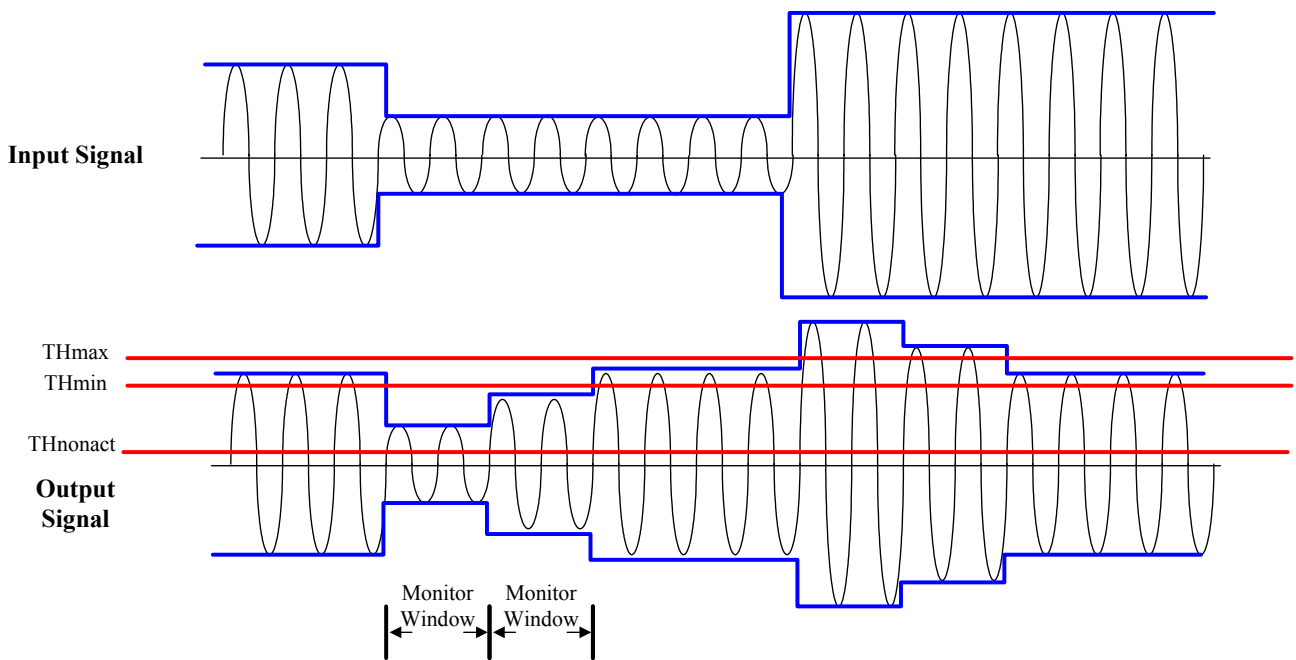 Input Signal
THmax
THmin
THnonact
Output
Signal
Monitor
Window
Monitor
Window